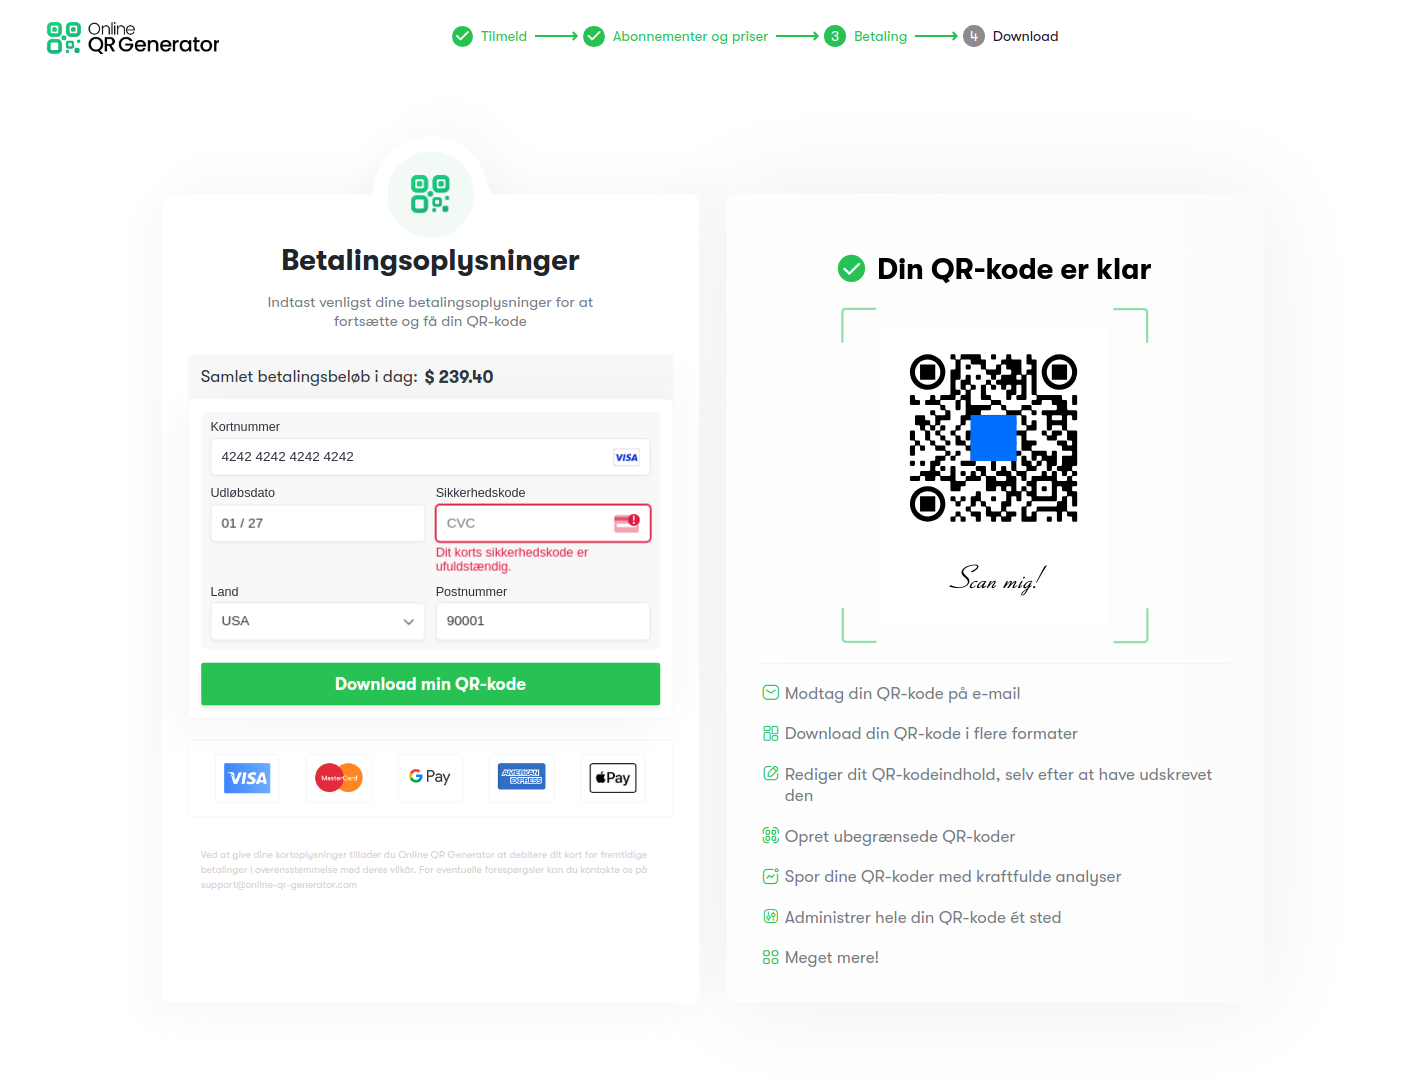 Online
QR Generator
Tilmeld
Abonnementer og priser
3 Betaling
4 Download
Betalingsoplysninger
Indtast venligst dine betalingsoplysninger for at
fortsætte og få din QR-kode
Samlet betalingsbeløb i dag: $ 239.40
Kortnummer
4242 4242 4242 4242
VISA
Udløbsdato
Sikkerhedskode
01 / 27
CVC
Dit korts sikkerhedskode er
ufuldstændig.
Land
Postnummer
USA
90001
Download min QR-kode
VISA
MasterCard
G Pay
AMERICAN
EXPRESS
Pay
Ved at give dine kortoplysninger tillader du Online QR Generator at debitere dit kort for fremtidige
betalinger i overensstemmelse med deres vilkår. For eventuelle forespørgsler kan du kontakte os på
support@online-qr-generator.com
Din QR-kode er klar
Scan mig!
Modtag din QR-kode på e-mail
Download din QR-kode i flere formater
Rediger dit QR-kodeindhold, selv efter at have udskrevet
den
Opret ubegrænsede QR-koder
Spor dine QR-koder med kraftfulde analyser
Administrer hele din QR-kode ét sted
Meget mere!